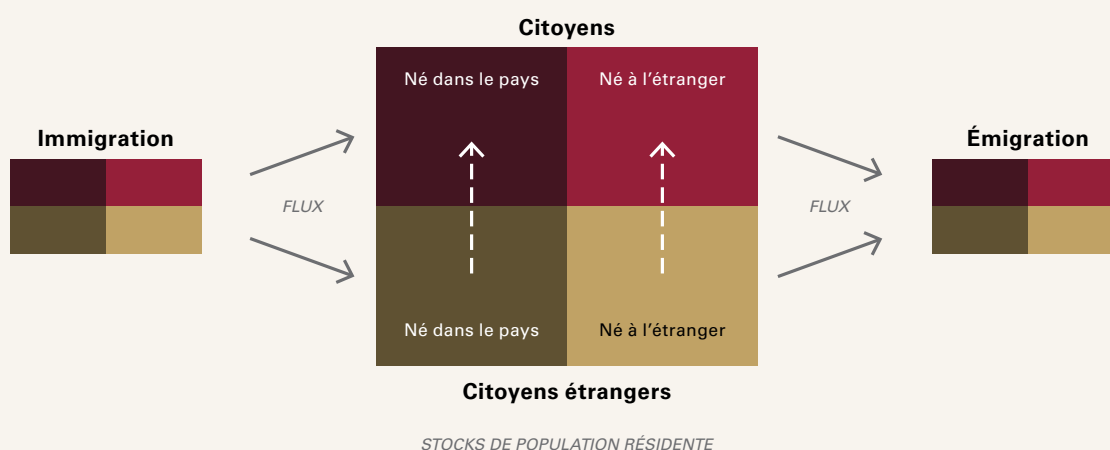 Citoyens
Né dans le pays
Né à l'étranger
Immigration
Émigration
FLUX
FLUX
Né dans le pays
Né à l'étranger
Citoyens étrangers
STOCKS DE POPULATION RÉSIDENTE